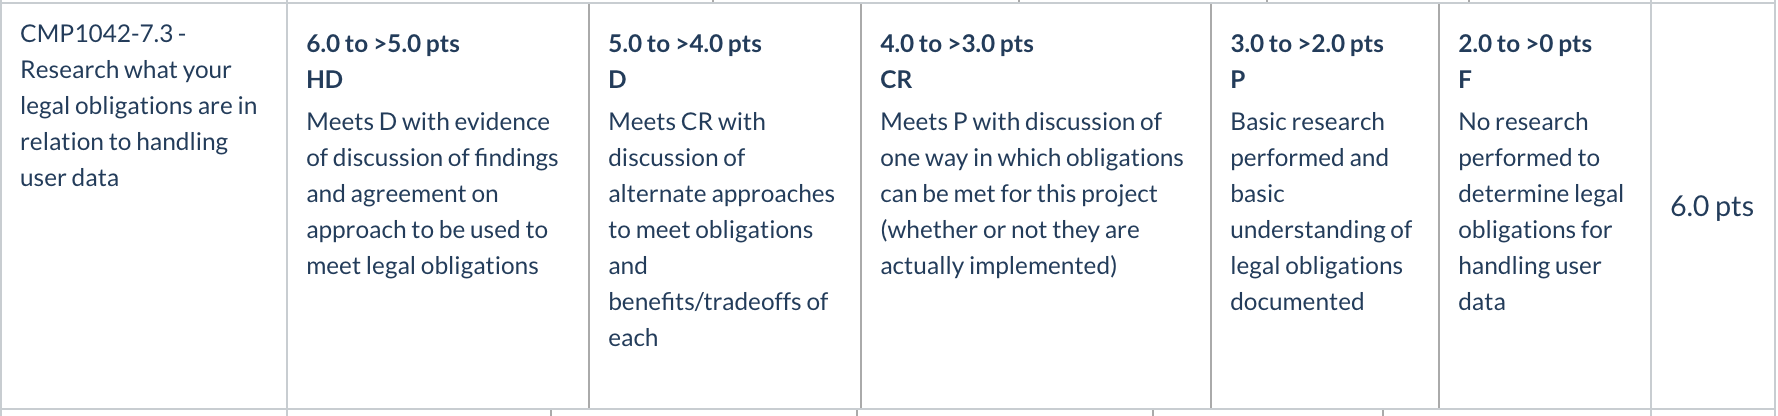 CMP1042-7.3 -
Research what your
legal obligations are in
relation to handling
user data
6.0 to >5.0 pts
HD
Meets D with evidence
of discussion of findings
and agreement on
approach to be used to
meet legal obligations
5.0 to >4.0 pts
D
Meets CR with
discussion of
alternate approaches
to meet obligations
and
benefits/tradeoffs of
each
4.0 to >3.0 pts
CR
Meets P with discussion of
one way in which obligations
can be met for this project
(whether or not they are
actually implemented)
3.0 to >2.0 pts
P
Basic research
performed and
basic
understanding of
legal obligations
documented
2.0 to >0 pts
F
No research
performed to
determine legal
obligations for
handling user
data
6.0 pts